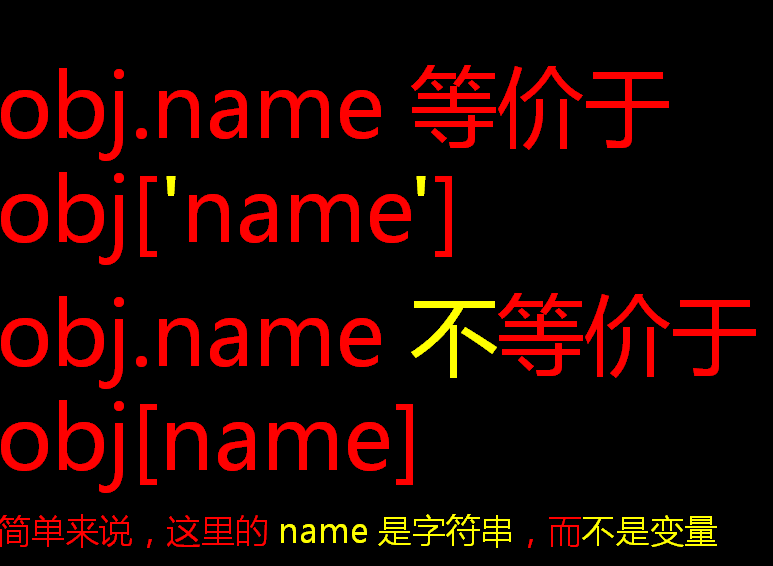 obj.name 等价于
obj['name']
obj.name 不等价于
obj[name]
简单来说，这里的 name 是字符串，而不是变量